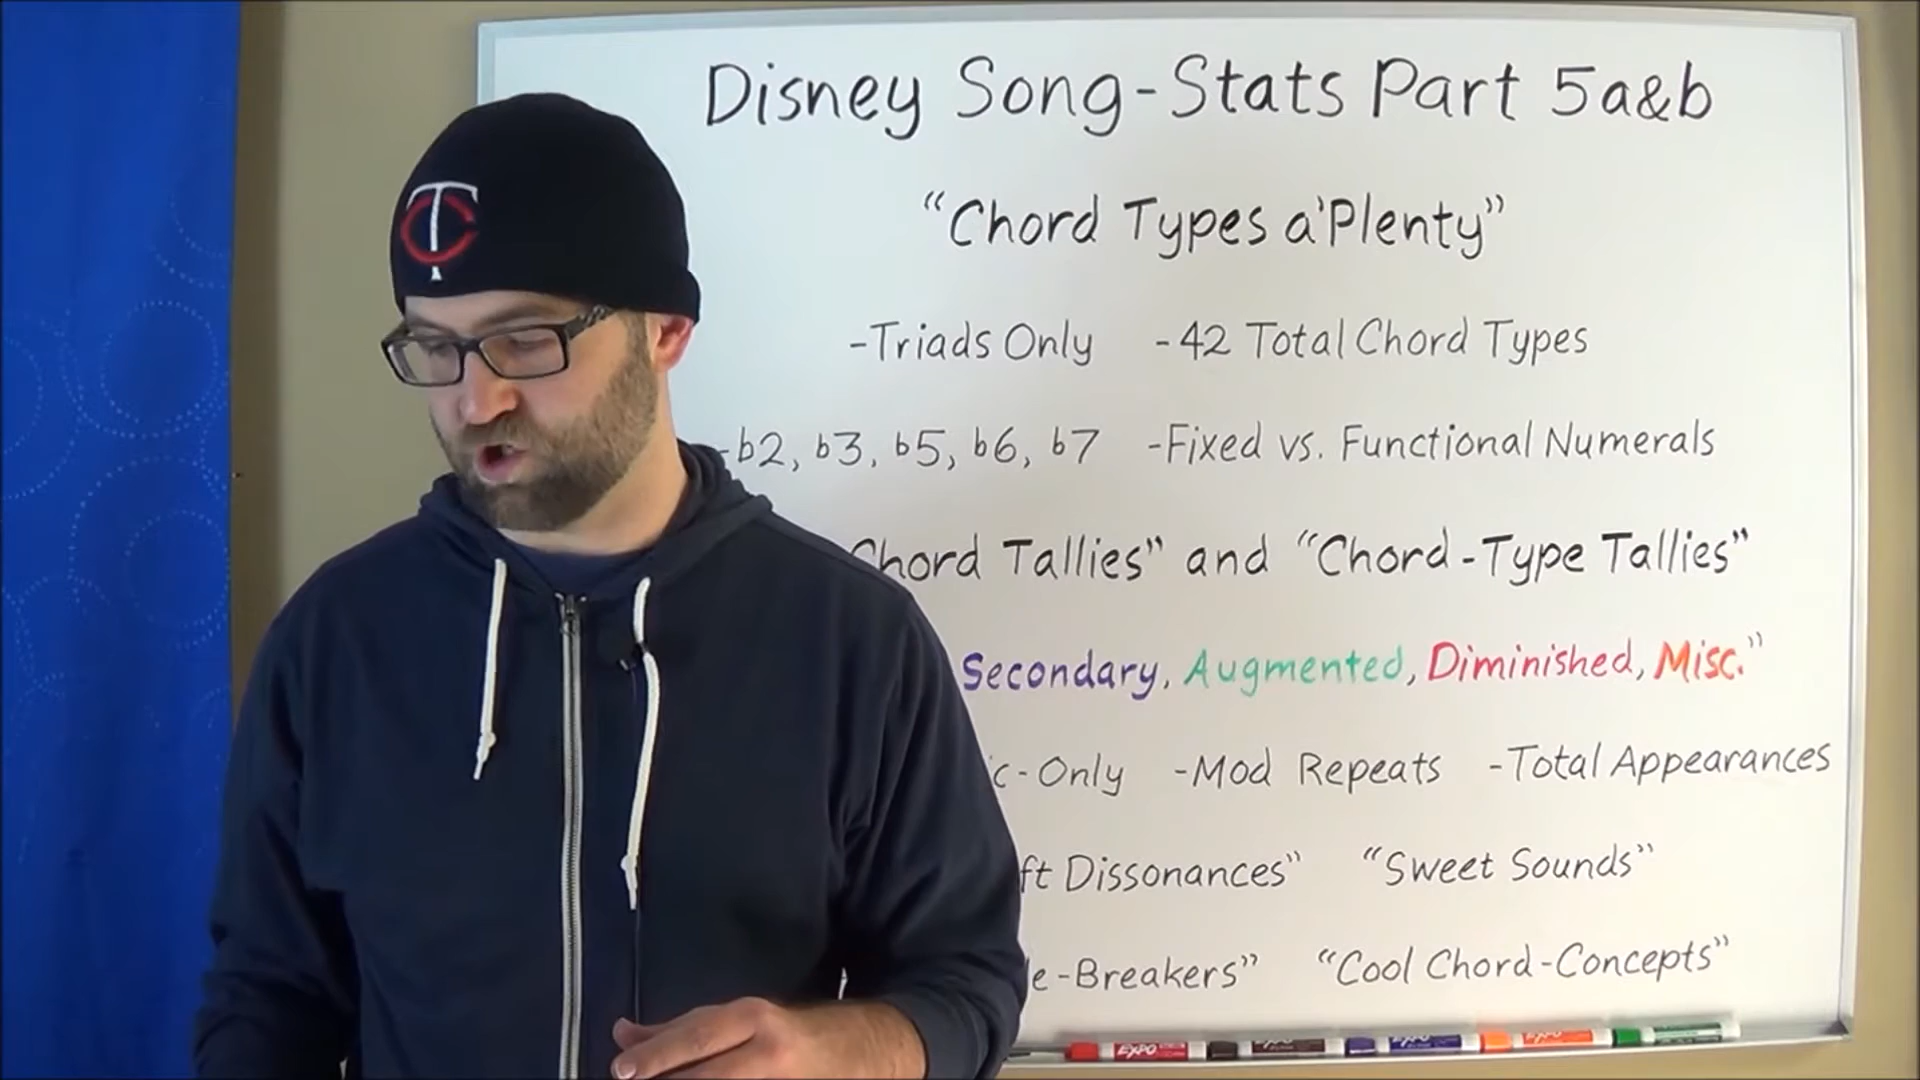 Disney Song-Stats Part 5a&b
"Chord Types a'Plenty"
-Triads Only -42 Total Chord Types
-b2, b3, b5, b6, b7 -Fixed vs. Functional Numerals
Tallies" and "Chord-Type Tallies"
Secondary, Augmented, Diminished, Misc."
-Only -Mod Repeats -Total Appearances
Dissonances" "Sweet Sounds"
-Breakers" "Cool Chord-Concepts"
TC
EXPO EXPO